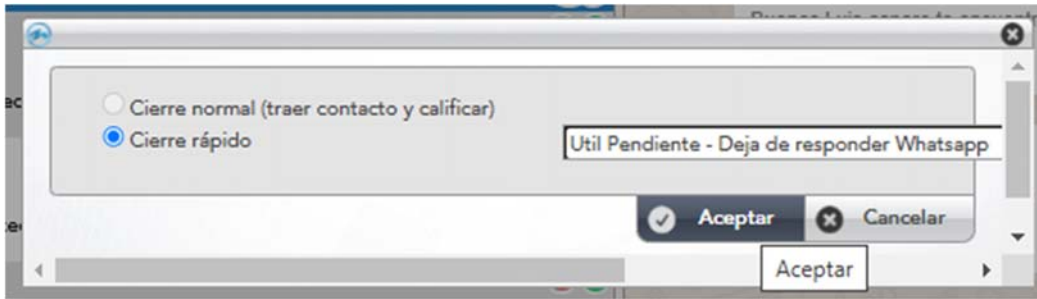 Cierre normal (traer contacto y calificar)
Cierre rápido
Util Pendiente - Deja de responder Whatsapp
Aceptar
Cancelar
Aceptar